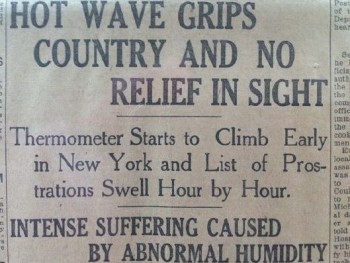 HOT WAVE GRIPS
COUNTRY AND NO
RELIEF IN SIGHT
Thermometer Starts to Climb Early
in New York and List of Pros-
trations Swell Hour by Hour.
INTENSE SUFFERING CAUSED
BY ABNORMAL HUMIDITY